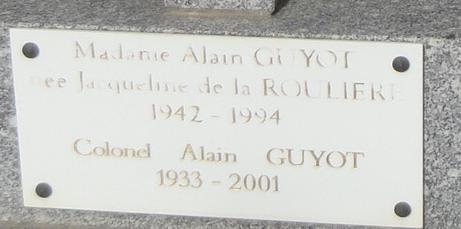 Madame Alain GUYOT
née Jacqueline de la ROULIERE
1942 - 1994
Colonel Alain GUYOT
1933 - 2001